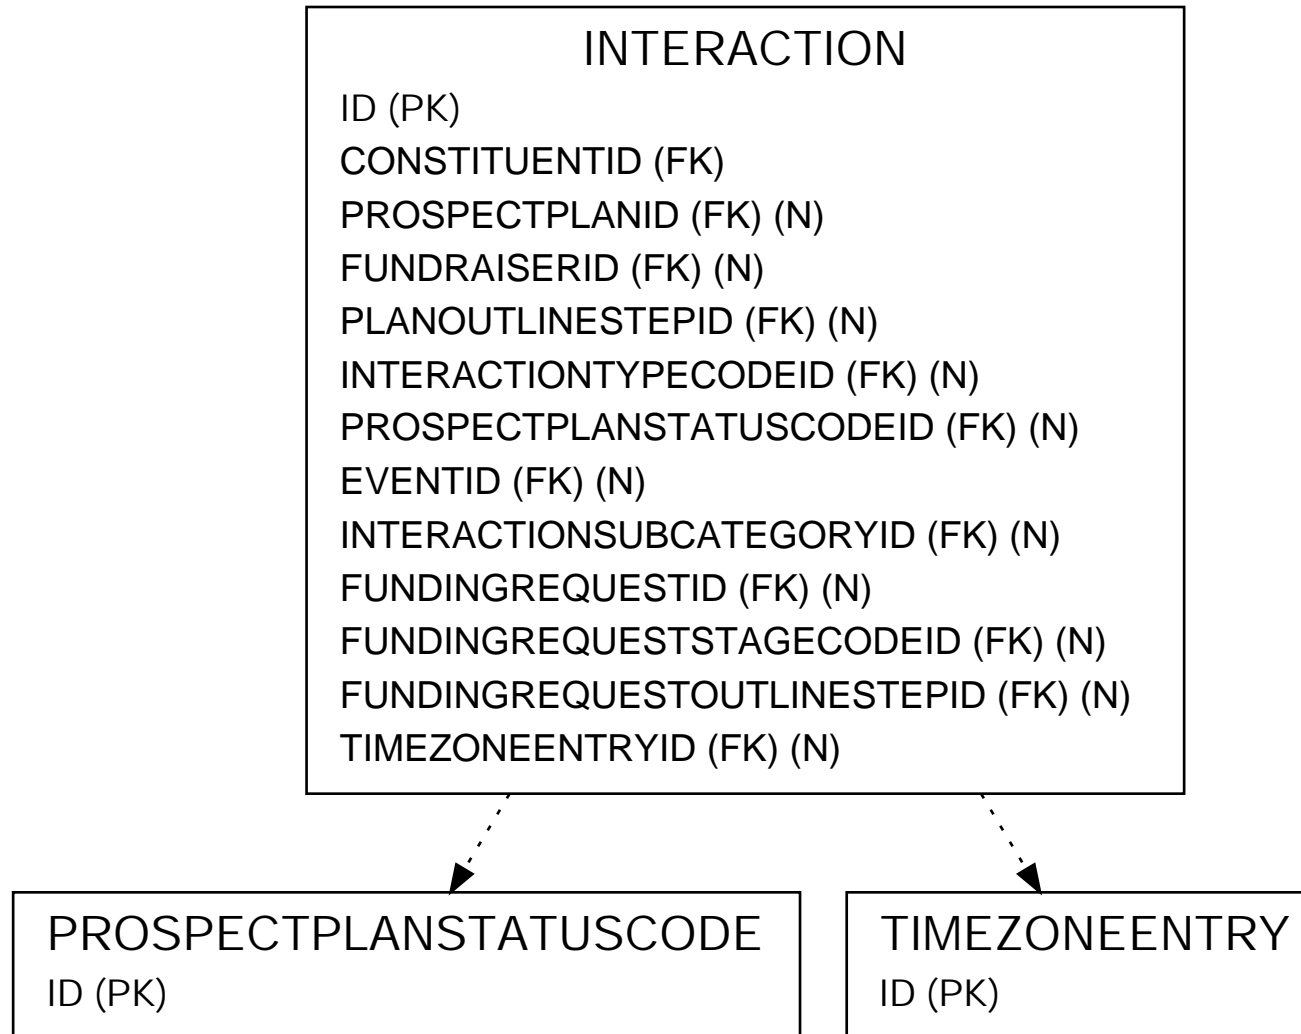 INTERACTION
ID (PK)
CONSTITUENTID (FK)
PROSPECTPLANID (FK) (N)
FUNDRAISERID (FK) (N)
PLANOUTLINESTEPID (FK) (N)
INTERACTIONTYPECODEID (FK) (N)
PROSPECTPLANSTATUSCODEID (FK) (N)
EVENTID (FK) (N)
INTERACTIONSUBCATEGORYID (FK) (N)
FUNDINGREQUESTID (FK) (N)
FUNDINGREQUESTSTAGECODEID (FK) (N)
FUNDINGREQUESTOUTLINESTEPID (FK) (N)
TIMEZONEENTRYID (FK) (N)
PROSPECTPLANSTATUSCODE
ID (PK)
TIMEZONEENTRY
ID (PK)